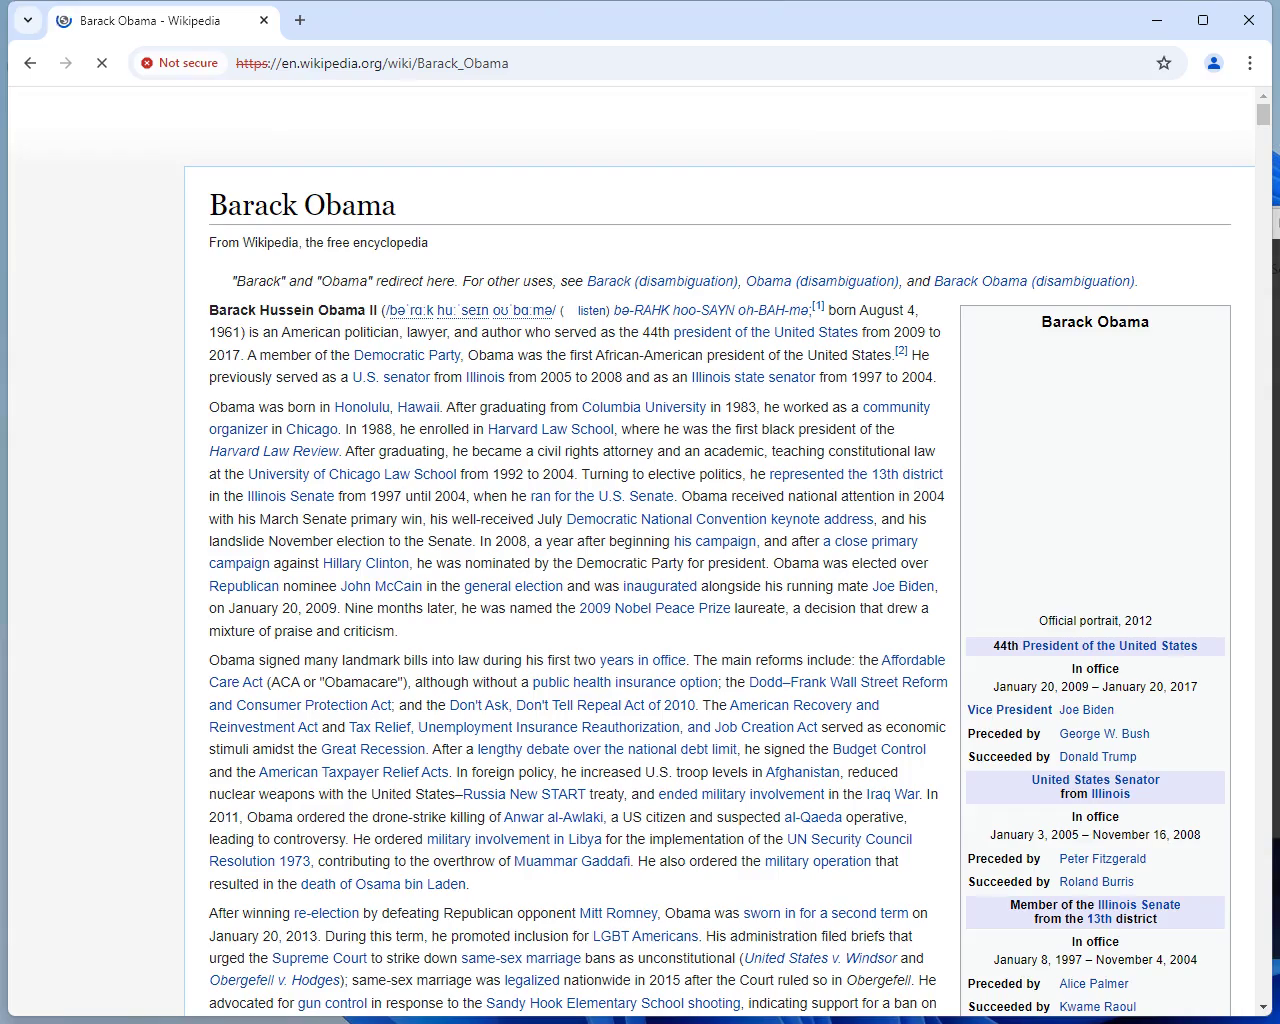 Barack Obama - Wikipedia
Not secure https://en.wikipedia.org/wiki/Barack_Obama
Barack Obama
From Wikipedia, the free encyclopedia
"Barack" and "Obama" redirect here. For other uses, see Barack (disambiguation), Obama (disambiguation), and Barack Obama (disambiguation).
Barack Hussein Obama II (/bəˈrɑːk huːˈseɪn oʊˈbɑːmə/ ( listen) bə-RAHK hoo-SAYN oh-BAH-mə;[1] born August 4,
1961) is an American politician, lawyer, and author who served as the 44th president of the United States from 2009 to
2017. A member of the Democratic Party, Obama was the first African-American president of the United States.[2] He
previously served as a U.S. senator from Illinois from 2005 to 2008 and as an Illinois state senator from 1997 to 2004.
Obama was born in Honolulu, Hawaii. After graduating from Columbia University in 1983, he worked as a community
organizer in Chicago. In 1988, he enrolled in Harvard Law School, where he was the first black president of the
Harvard Law Review. After graduating, he became a civil rights attorney and an academic, teaching constitutional law
at the University of Chicago Law School from 1992 to 2004. Turning to elective politics, he represented the 13th district
in the Illinois Senate from 1997 until 2004, when he ran for the U.S. Senate. Obama received national attention in 2004
with his March Senate primary win, his well-received July Democratic National Convention keynote address, and his
landslide November election to the Senate. In 2008, a year after beginning his campaign, and after a close primary
campaign against Hillary Clinton, he was nominated by the Democratic Party for president. Obama was elected over
Republican nominee John McCain in the general election and was inaugurated alongside his running mate Joe Biden,
on January 20, 2009. Nine months later, he was named the 2009 Nobel Peace Prize laureate, a decision that drew a
mixture of praise and criticism.
Obama signed many landmark bills into law during his first two years in office. The main reforms include: the Affordable
Care Act (ACA or "Obamacare"), although without a public health insurance option; the Dodd–Frank Wall Street Reform
and Consumer Protection Act; and the Don't Ask, Don't Tell Repeal Act of 2010. The American Recovery and
Reinvestment Act and Tax Relief, Unemployment Insurance Reauthorization, and Job Creation Act served as economic
stimuli amidst the Great Recession. After a lengthy debate over the national debt limit, he signed the Budget Control
and the American Taxpayer Relief Acts. In foreign policy, he increased U.S. troop levels in Afghanistan, reduced
nuclear weapons with the United States–Russia New START treaty, and ended military involvement in the Iraq War. In
2011, Obama ordered the drone-strike killing of Anwar al-Awlaki, a US citizen and suspected al-Qaeda operative,
leading to controversy. He ordered military involvement in Libya for the implementation of the UN Security Council
Resolution 1973, contributing to the overthrow of Muammar Gaddafi. He also ordered the military operation that
resulted in the death of Osama bin Laden.
After winning re-election by defeating Republican opponent Mitt Romney, Obama was sworn in for a second term on
January 20, 2013. During this term, he promoted inclusion for LGBT Americans. His administration filed briefs that
urged the Supreme Court to strike down same-sex marriage bans as unconstitutional (United States v. Windsor and
Obergefell v. Hodges); same-sex marriage was legalized nationwide in 2015 after the Court ruled so in Obergefell. He
advocated for gun control in response to the Sandy Hook Elementary School shooting, indicating support for a ban on
Barack Obama
Official portrait, 2012
44th President of the United States
In office
January 20, 2009 – January 20, 2017
Vice President Joe Biden
Preceded by George W. Bush
Succeeded by Donald Trump
United States Senator
from Illinois
In office
January 3, 2005 – November 16, 2008
Preceded by Peter Fitzgerald
Succeeded by Roland Burris
Member of the Illinois Senate
from the 13th district
In office
January 8, 1997 – November 4, 2004
Preceded by Alice Palmer
Succeeded by Kwame Raoul